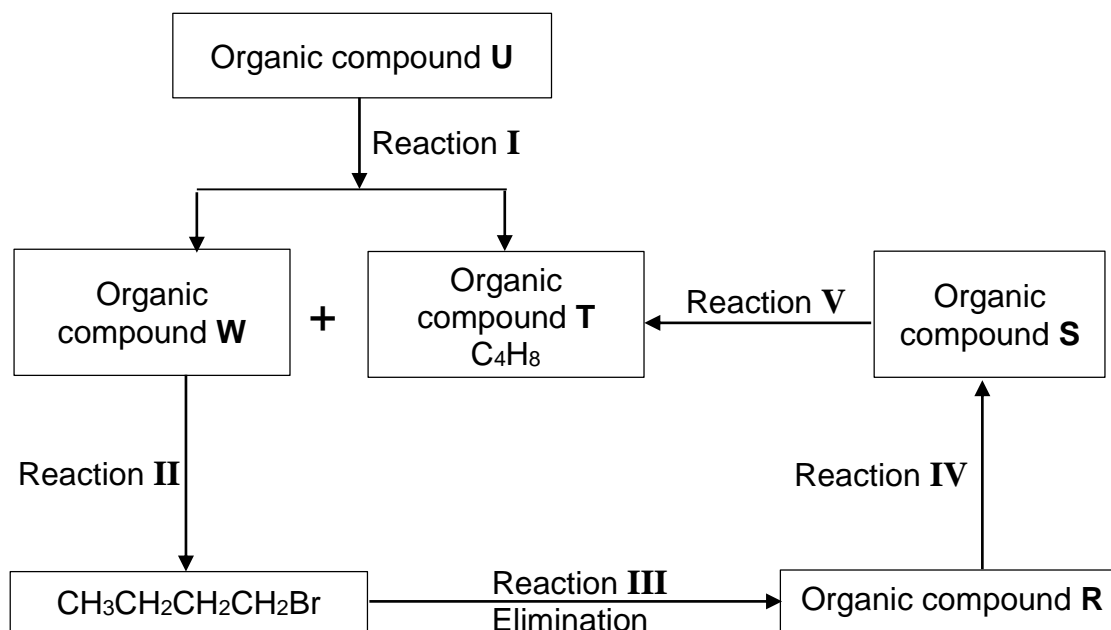 Organic compound U
Reaction I
Organic
compound W
+
Organic
compound T
C₄H₈
Reaction V
Organic
compound S
Reaction II
Reaction IV
CH₃CH₂CH₂CH₂Br
Reaction III
Elimination
Organic compound R